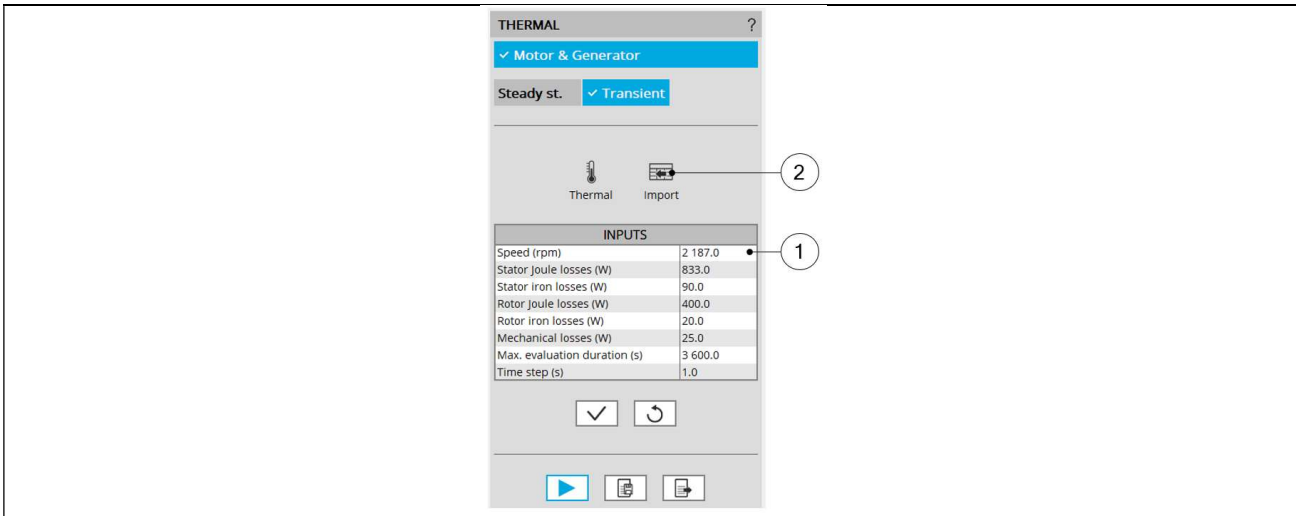 THERMAL ?
✓ Motor & Generator
Steady st. ✓ Transient
Thermal Import
2
INPUTS
Speed (rpm) 2 187.0
1
Stator Joule losses (W) 833.0
Stator iron losses (W) 90.0
Rotor Joule losses (W) 400.0
Rotor iron losses (W) 20.0
Mechanical losses (W) 25.0
Max. evaluation duration (s) 3 600.0
Time step (s) 1.0